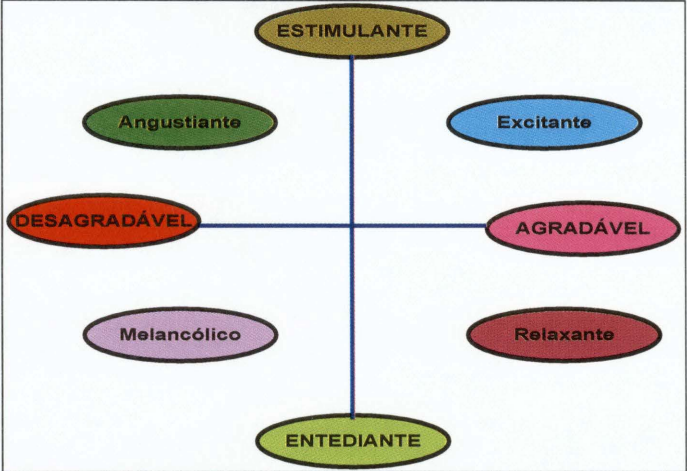 ESTIMULANTE
Angustiante
Excitante
DESAGRADÁVEL
AGRADÁVEL
Melancólico
Relaxante
ENTEDIANTE